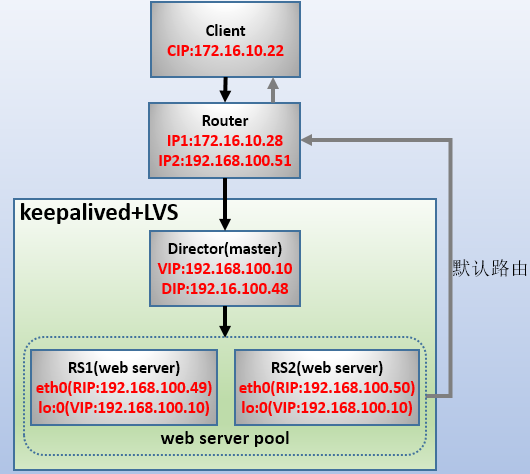 Client
CIP:172.16.10.22
Router
IP1:172.16.10.28
IP2:192.168.100.51
keepalived+LVS
Director(master)
VIP:192.168.100.10
DIP:192.16.100.48
默认路由
RS1(web server)
eth0(RIP:192.168.100.49)
lo:0(VIP:192.168.100.10)
RS2(web server)
eth0(RIP:192.168.100.50)
lo:0(VIP:192.168.100.10)
web server pool